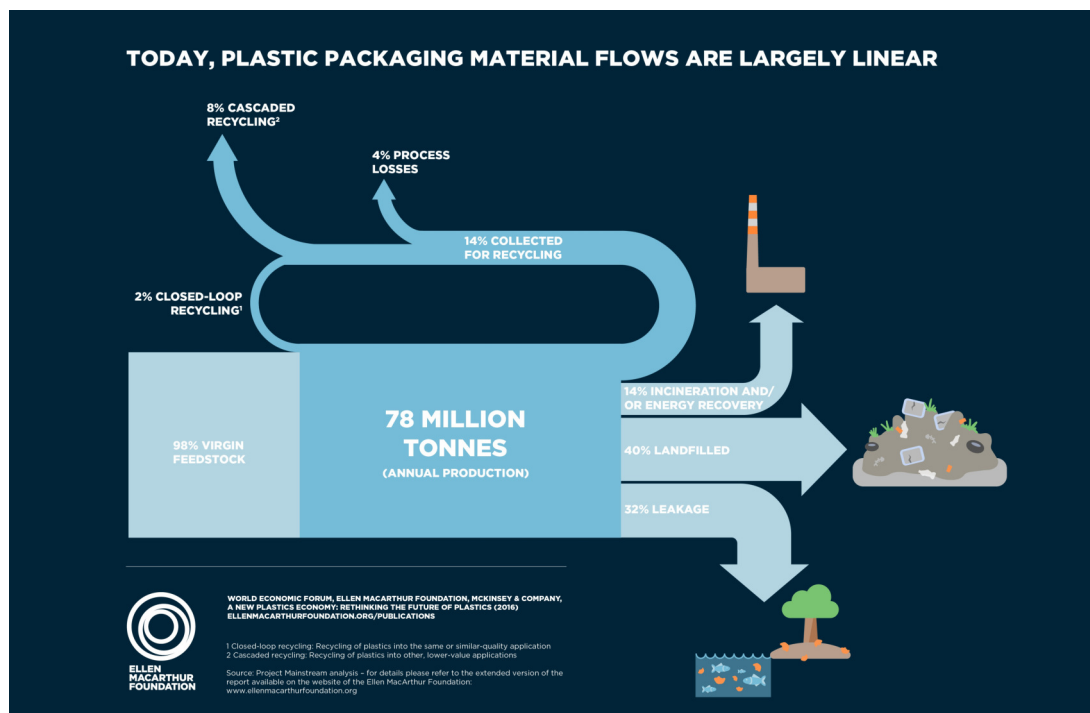 TODAY, PLASTIC PACKAGING MATERIAL FLOWS ARE LARGELY LINEAR
8% CASCADED
RECYCLING²
4% PROCESS
LOSSES
14% COLLECTED
FOR RECYCLING
2% CLOSED-LOOP
RECYCLING¹
98% VIRGIN
FEEDSTOCK
78 MILLION
TONNES
(ANNUAL PRODUCTION)
14% INCINERATION AND/
OR ENERGY RECOVERY
40% LANDFILLED
32% LEAKAGE
WORLD ECONOMIC FORUM, ELLEN MACARTHUR FOUNDATION, MCKINSEY & COMPANY,
A NEW PLASTICS ECONOMY: RETHINKING THE FUTURE OF PLASTICS (2016)
ELLENMACARTHURFOUNDATION.ORG/PUBLICATIONS
1 Closed-loop recycling: Recycling of plastics into the same or similar-quality application
2 Cascaded recycling: Recycling of plastics into other, lower-value applications
Source: Project Mainstream analysis – for details please refer to the extended version of the
report available on the website of the Ellen MacArthur Foundation:
www.ellenmacarthurfoundation.org
ELLEN
MACARTHUR
FOUNDATION